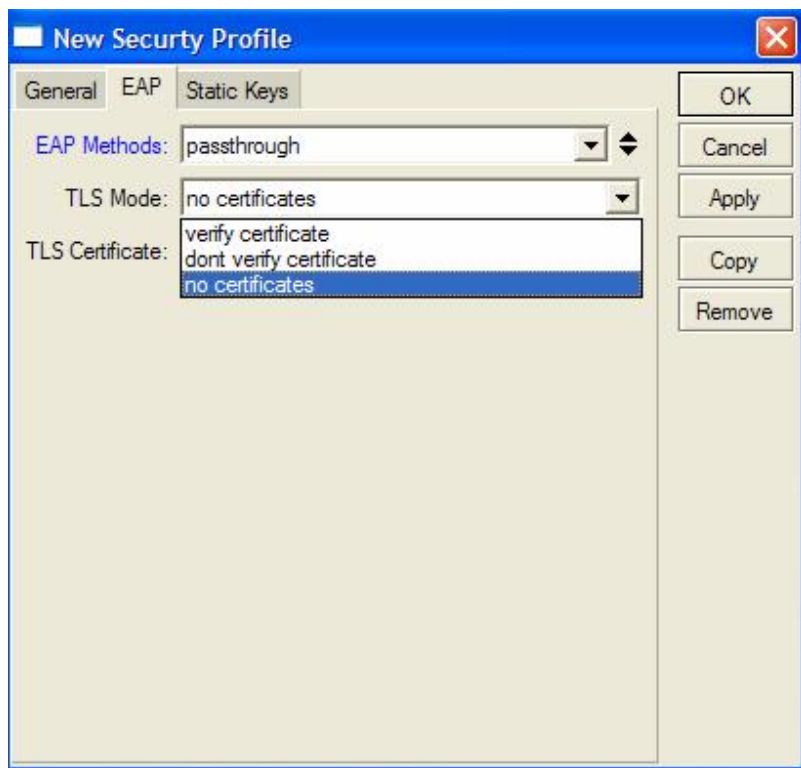 New Securty Profile
General EAP Static Keys
OK
EAP Methods: passthrough
Cancel
TLS Mode: no certificates
Apply
verify certificate
TLS Certificate: dont verify certificate
Copy
no certificates
Remove